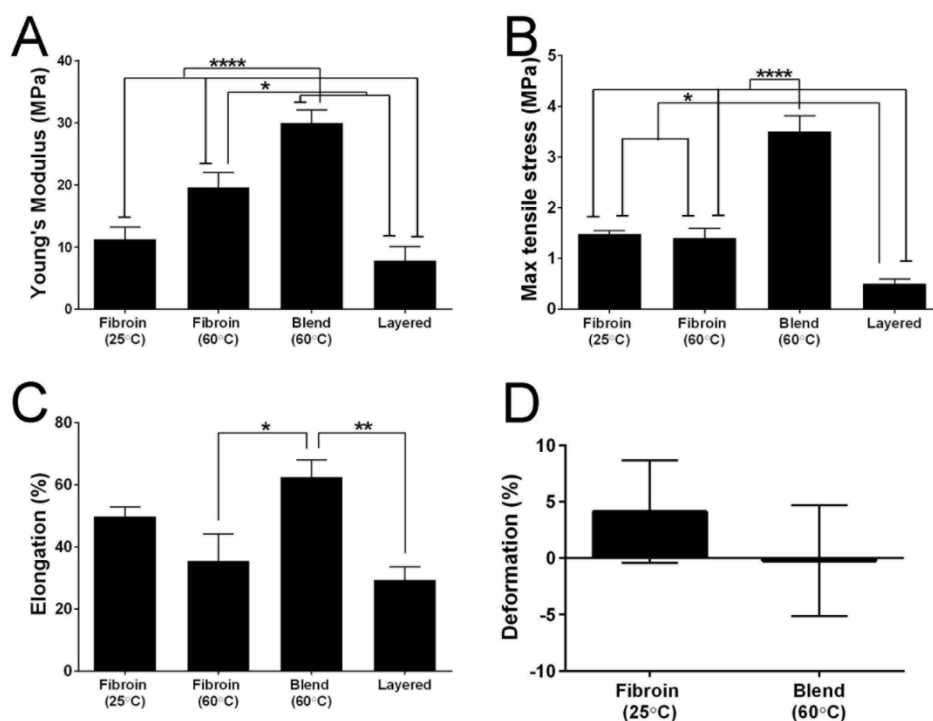 A
Young's Modulus (MPa)
40
30
20
10
0
****
*
Fibroin
(25°C)
Fibroin
(60°C)
Blend
(60°C)
Layered
B
Max tensile stress (MPa)
5
4
3
2
1
0
****
*
Fibroin
(25°C)
Fibroin
(60°C)
Blend
(60°C)
Layered
C
Elongation (%)
80
60
40
20
0
*
**
Fibroin
(25°C)
Fibroin
(60°C)
Blend
(60°C)
Layered
D
Deformation (%)
10
5
0
-5
-10
Fibroin
(25°C)
Blend
(60°C)